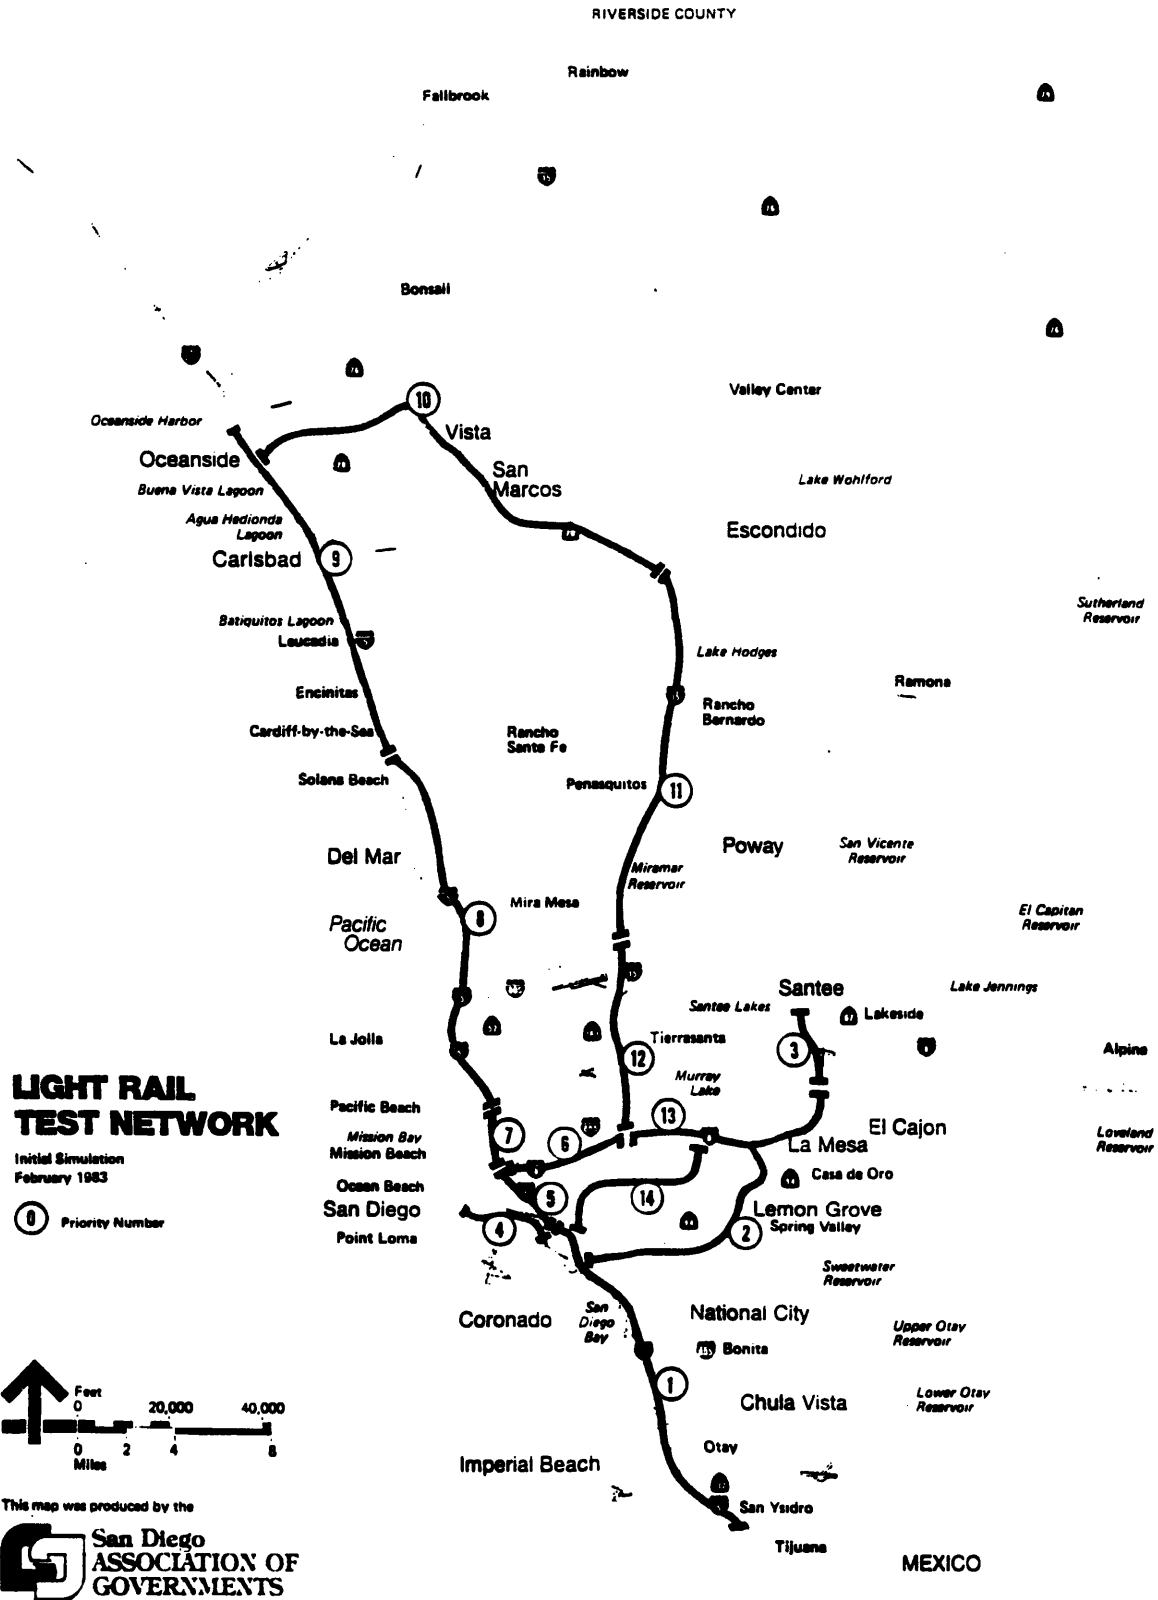 RIVERSIDE COUNTY
Rainbow
Fallbrook
76
15
76
Bonsall
76
76
Valley Center
Oceanside Harbor
10
Vista
Oceanside
San
Marcos
Lake Wohlford
Buena Vista Lagoon
Agua Hedionda
Lagoon
Escondido
Carlsbad
9
Sutherland
Reservoir
Batiquitos Lagoon
Leucadia
Lake Hodges
Encinitas
Ramona
Rancho
Bernardo
Cardiff-by-the-Sea
Rancho
Santa Fe
Solana Beach
Penasquitos
11
Del Mar
Poway
San Vicente
Reservoir
Miramar
Reservoir
Mira Mesa
8
Pacific
Ocean
El Capitan
Reservoir
15
Santee
Lake Jennings
Santee Lakes
Lakeside
La Jolla
Tierrasanta
3
Alpine
12
Murray
Lake
LIGHT RAIL
TEST NETWORK
Initial Simulation
February 1983
0
Priority Number
Pacific Beach
13
7
6
Mission Bay
Mission Beach
La Mesa
El Cajon
Loveland
Reservoir
Ocean Beach
5
14
Casa de Oro
San Diego
4
Lemon Grove
Spring Valley
2
Point Loma
Sweetwater
Reservoir
Coronado
San
Diego
Bay
National City
Upper Otay
Reservoir
Bonita
1
Chula Vista
Lower Otay
Reservoir
Feet
0 20,000 40,000
0 2 4 8
Miles
Otay
Imperial Beach
San Ysidro
Tijuana
MEXICO
This map was produced by the
San Diego
ASSOCIATION OF
GOVERNMENTS